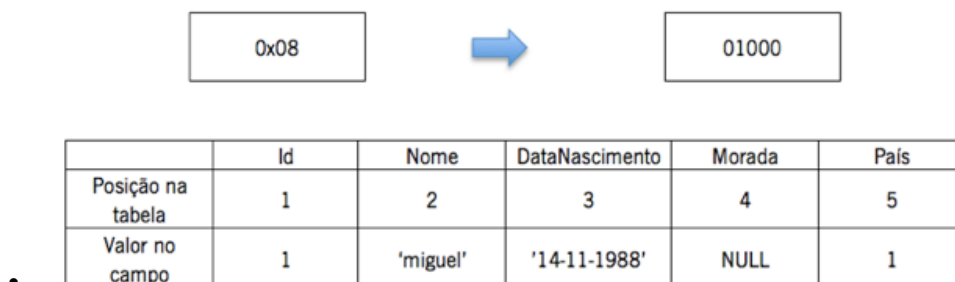 0x08
01000
Id Nome DataNascimento Morada País
Posição na tabela 1 2 3 4 5
Valor no campo 1 'miguel' '14-11-1988' NULL 1